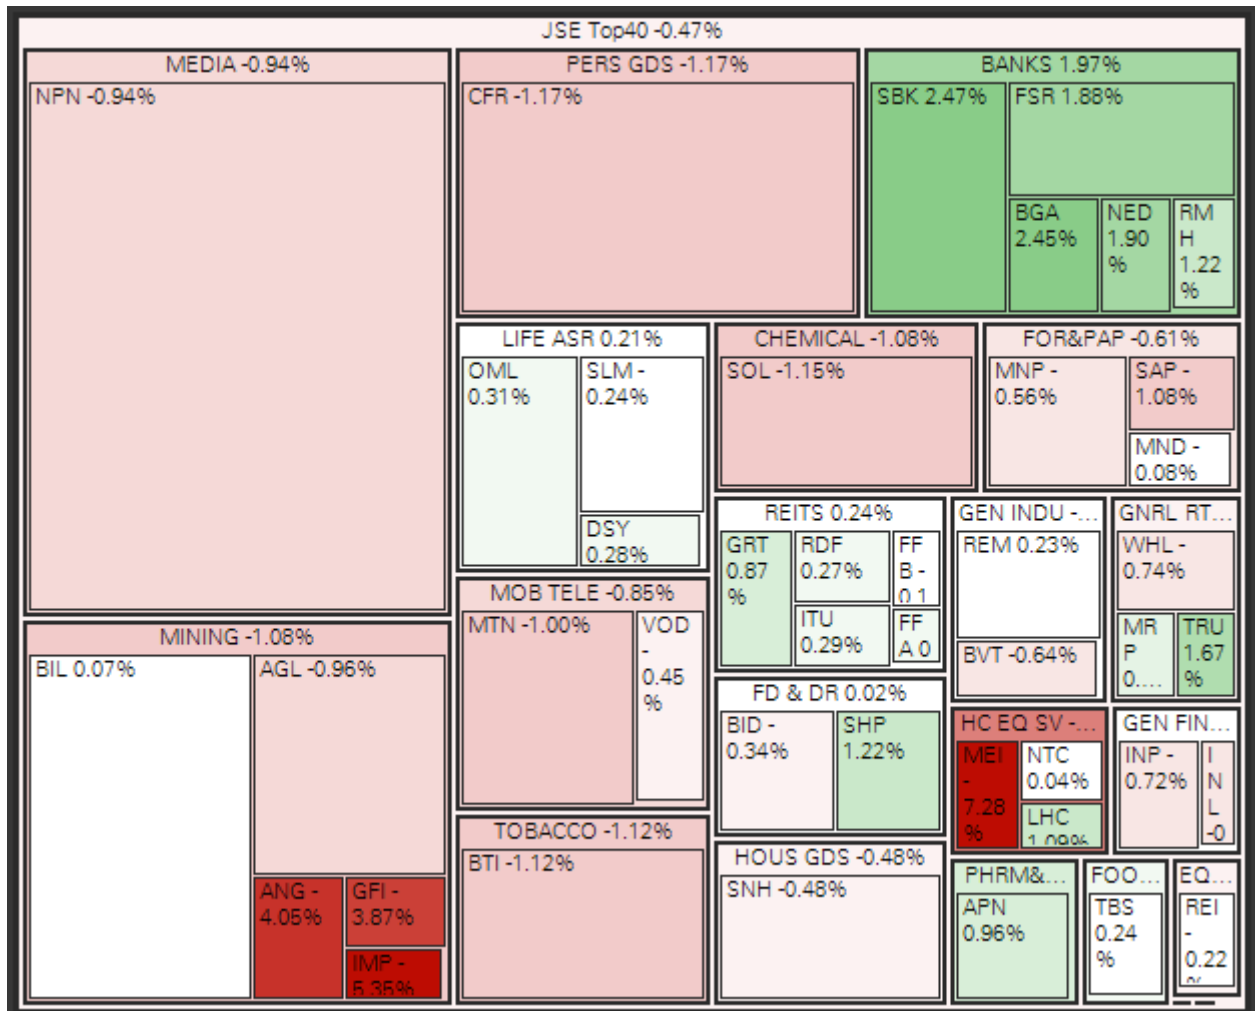 JSE Top40 -0.47%
MEDIA -0.94%
NPN -0.94%
PERS GDS -1.17%
CFR -1.17%
BANKS 1.97%
SBK 2.47%
FSR 1.88%
BGA
2.45%
NED
1.90
%
RM
H
1.22
%
LIFE ASR 0.21%
OML
0.31%
SLM -
0.24%
DSY
0.28%
CHEMICAL -1.08%
SOL -1.15%
FOR&PAP -0.61%
MNP -
0.56%
SAP -
1.08%
MND -
0.08%
REITS 0.24%
GRT
0.87
%
RDF
0.27%
FF
B -
0.1
ITU
0.29%
FF
A 0
GEN INDU -...
REM 0.23%
BVT -0.64%
GNRL RT...
WHL -
0.74%
MR
P
0....
TRU
1.67
%
MOB TELE -0.85%
MTN -1.00%
VOD
-
0.45
%
MINING -1.08%
BIL 0.07%
AGL -0.96%
ANG -
4.05%
GFI -
3.87%
IMP -
5.35%
FD & DR 0.02%
BID -
0.34%
SHP
1.22%
HC EQ SV -...
MEI
-
7.28
%
NTC
0.04%
LHC
1.09%
GEN FIN...
INP -
0.72%
I
N
L
-0
TOBACCO -1.12%
BTI -1.12%
HOUS GDS -0.48%
SNH -0.48%
PHRM&...
APN
0.96%
FOO...
TBS
0.24
%
EQ...
REI
-
0.22
%